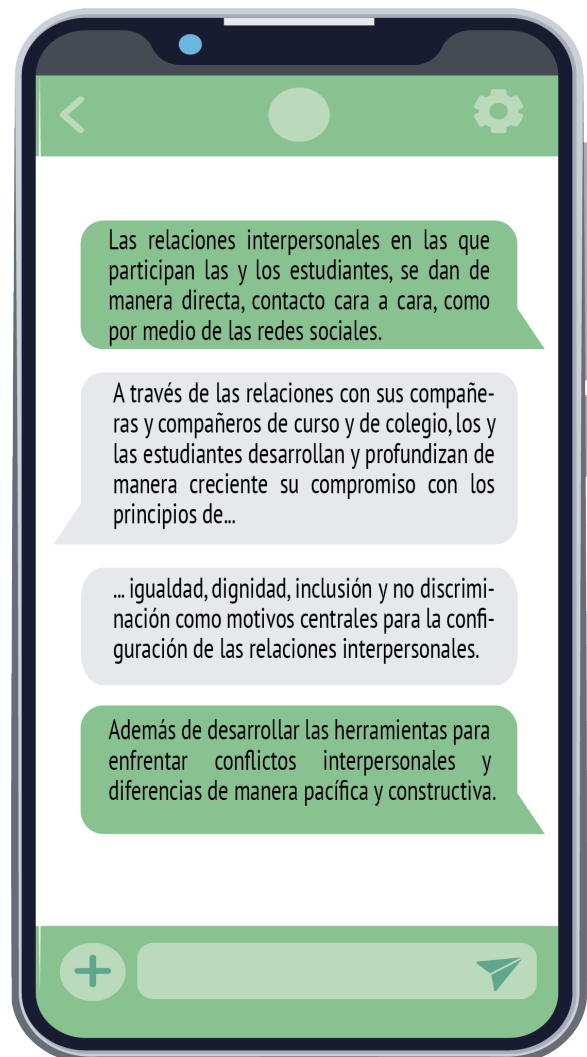 Las relaciones interpersonales en las que
participan las y los estudiantes, se dan de
manera directa, contacto cara a cara, como
por medio de las redes sociales.
A través de las relaciones con sus compañe-
ras y compañeros de curso y de colegio, los y
las estudiantes desarrollan y profundizan de
manera creciente su compromiso con los
principios de...
... igualdad, dignidad, inclusión y no discrimi-
nación como motivos centrales para la confi-
guración de las relaciones interpersonales.
Además de desarrollar las herramientas para
enfrentar conflictos interpersonales y
diferencias de manera pacífica y constructiva.